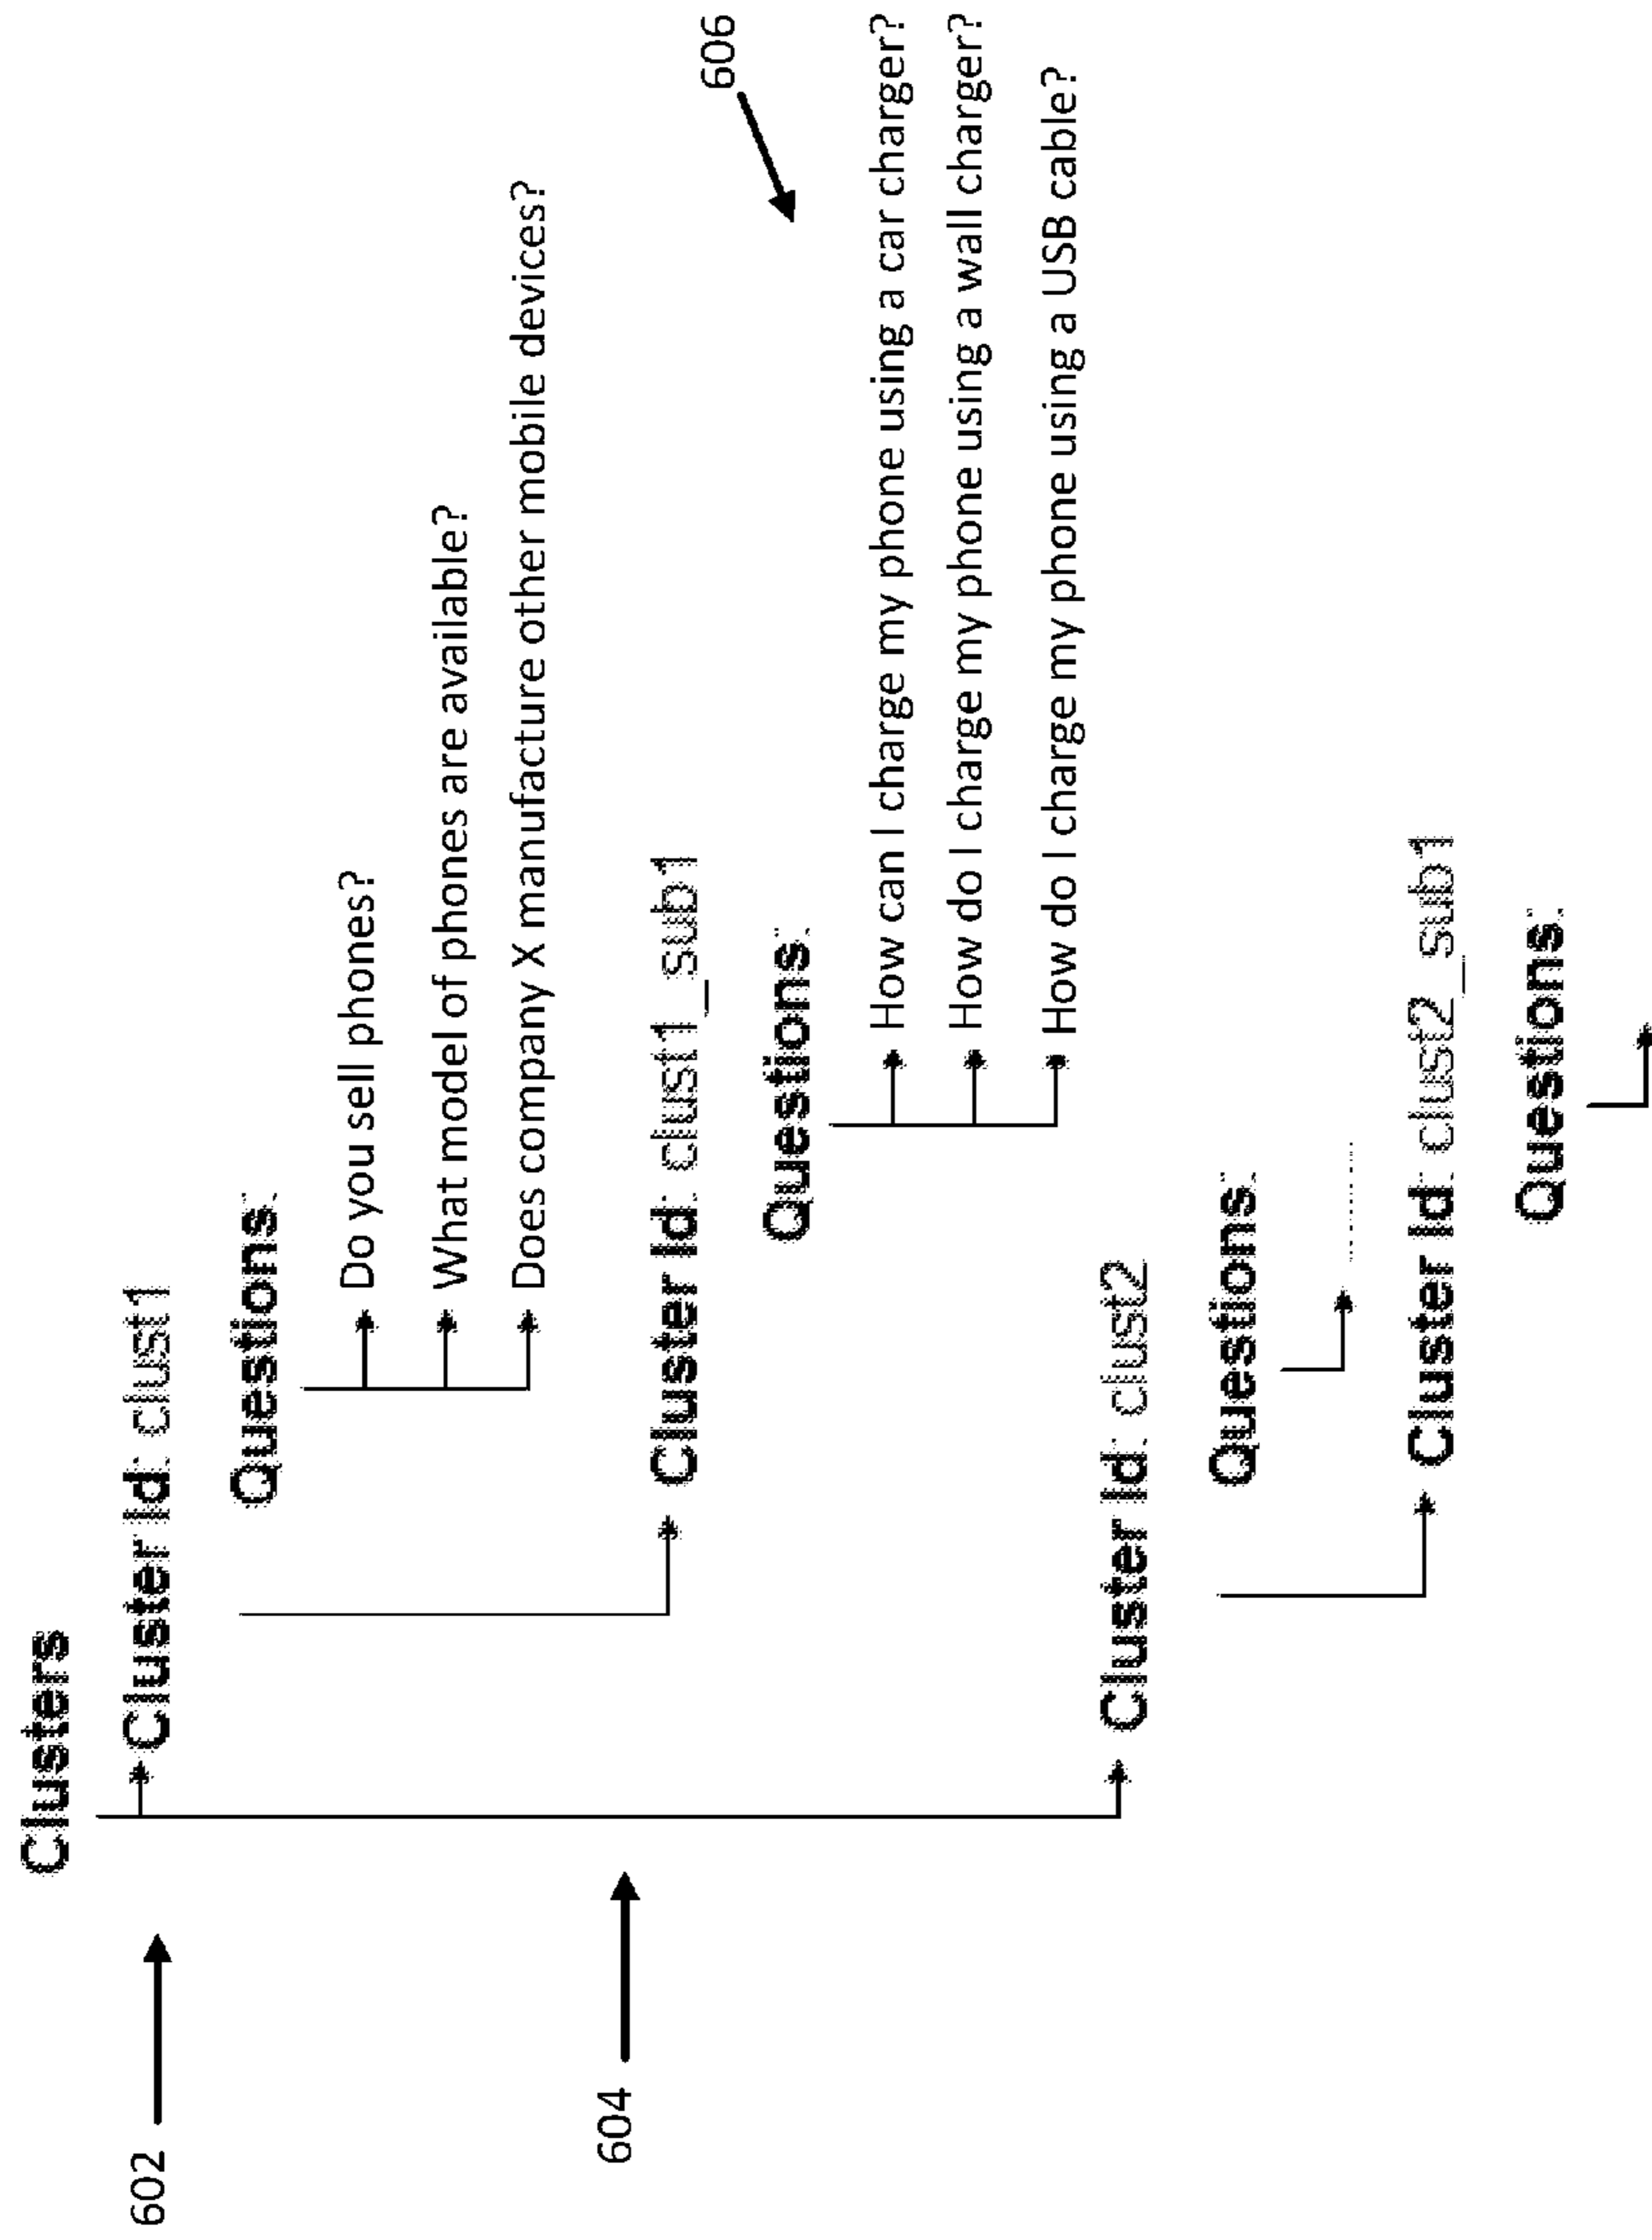 Clusters
602
Cluster Id: clust1
Questions:
Do you sell phones?
What model of phones are available?
Does company X manufacture other mobile devices?
604
Cluster Id: clust1_sub1
606
Questions:
How can I charge my phone using a car charger?
How do I charge my phone using a wall charger?
How do I charge my phone using a USB cable?
Cluster Id: clust2
Questions:
Cluster Id: clust2_sub1
Questions: